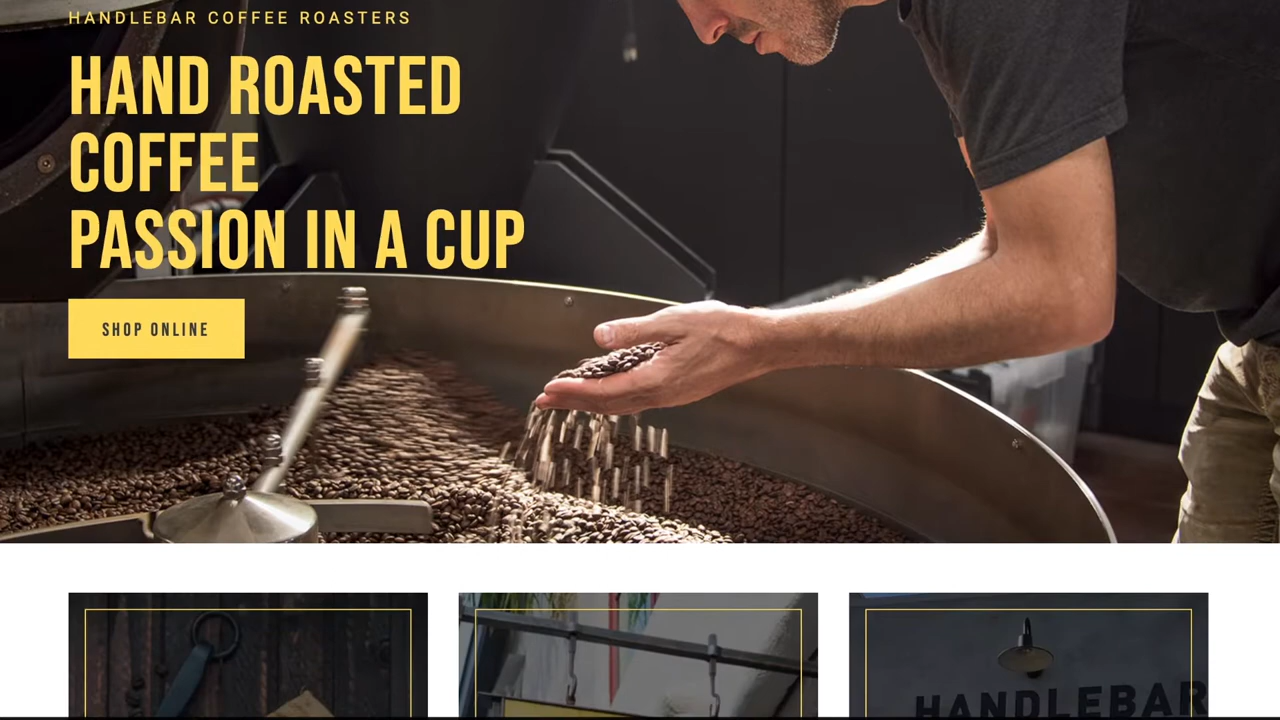 HANDLEBAR COFFEE ROASTERS
HAND ROASTED
COFFEE
PASSION IN A CUP
SHOP ONLINE
HANDLEBAR